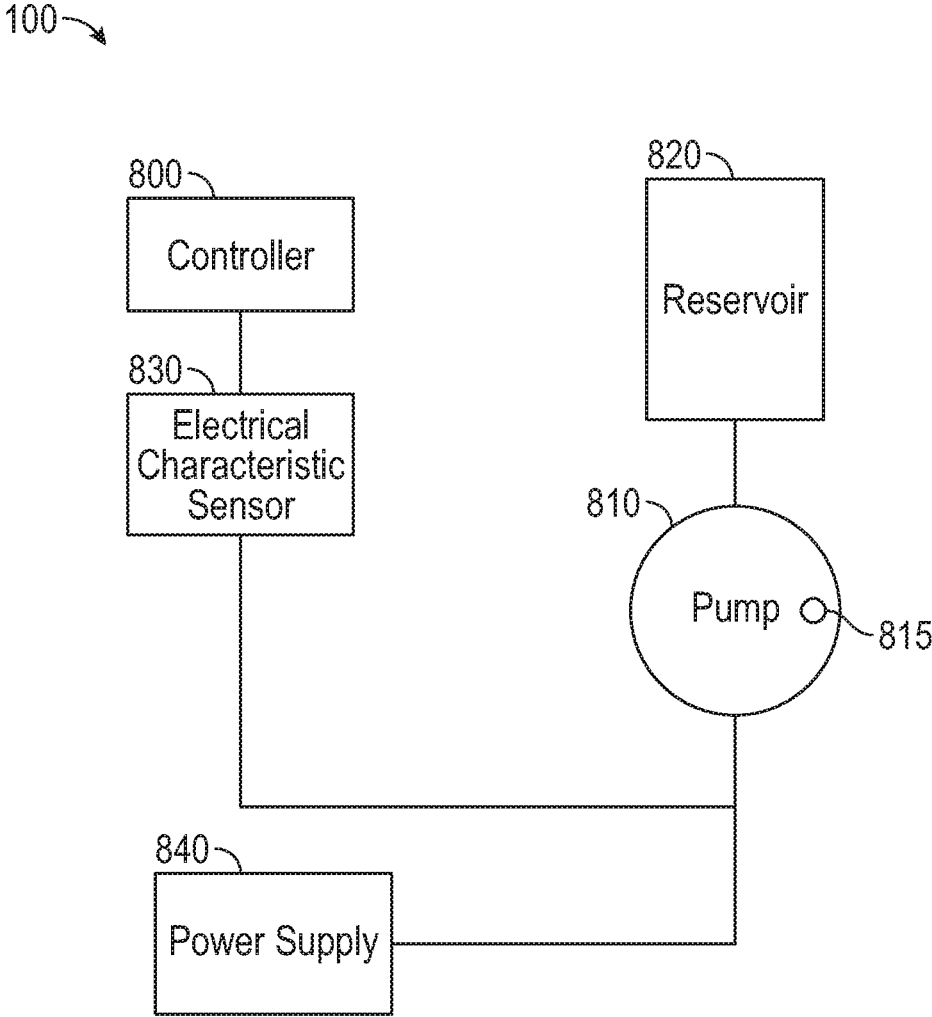 100
800
Controller
820
Reservoir
830
Electrical
Characteristic
Sensor
810
Pump
815
840
Power Supply